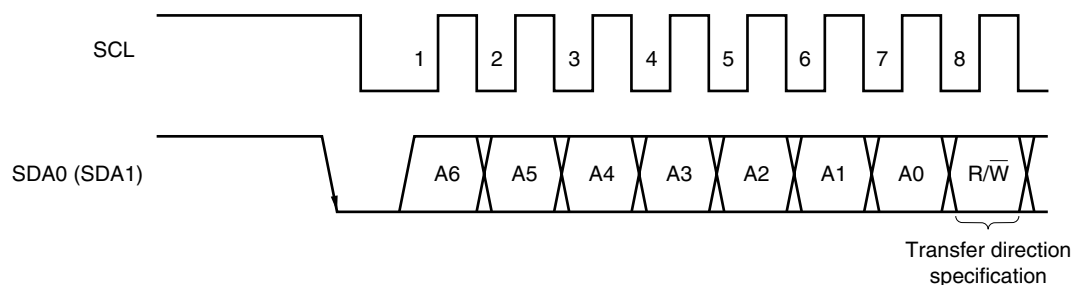 SCL
1 2 3 4 5 6 7 8
SDA0 (SDA1)
A6 A5 A4 A3 A2 A1 A0 R/W̅
Transfer direction
specification